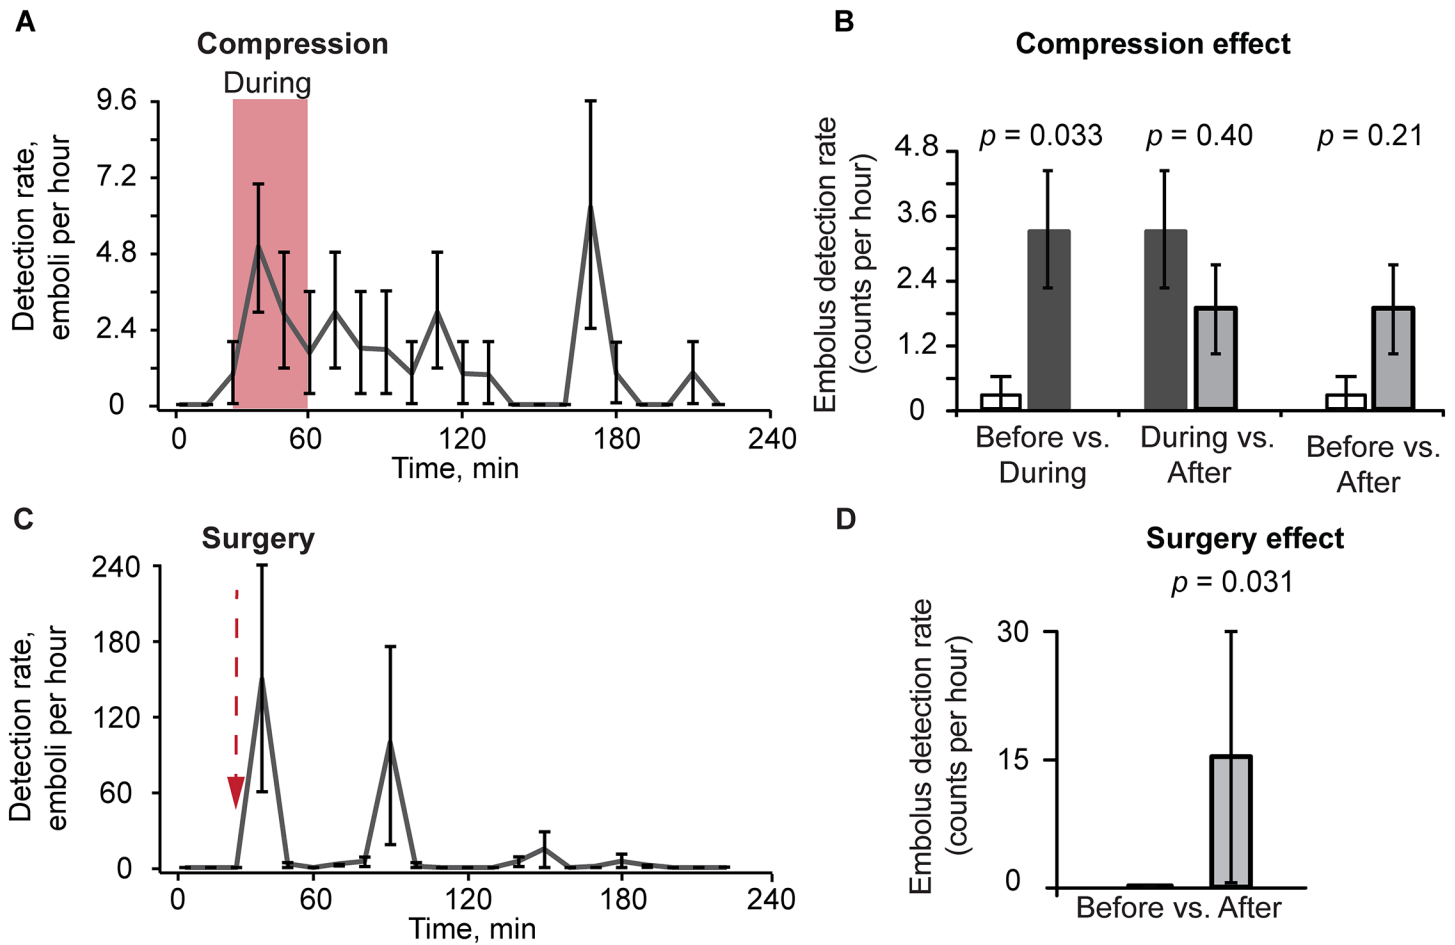 A
Compression
During
Detection rate,
emboli per hour
9.6
7.2
4.8
2.4
0
0
60
120
180
240
Time, min
B
Compression effect
Embolus detection rate
(counts per hour)
p = 0.033
p = 0.40
p = 0.21
4.8
3.6
2.4
1.2
0
Before vs.
During
During vs.
After
Before vs.
After
C
Surgery
Detection rate,
emboli per hour
240
180
120
60
0
0
60
120
180
240
Time, min
D
Surgery effect
p = 0.031
Embolus detection rate
(counts per hour)
30
15
0
Before vs. After